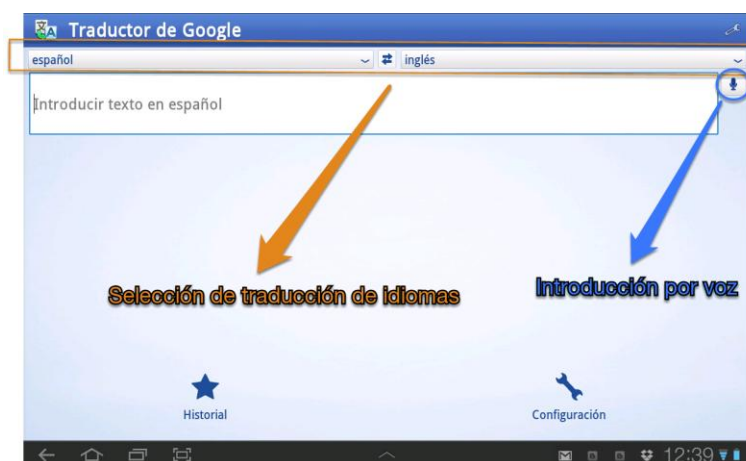 Traductor de Google
español inglés
Introducir texto en español
Selección de traducción de idiomas
Introducción por voz
Historial Configuración
12:39